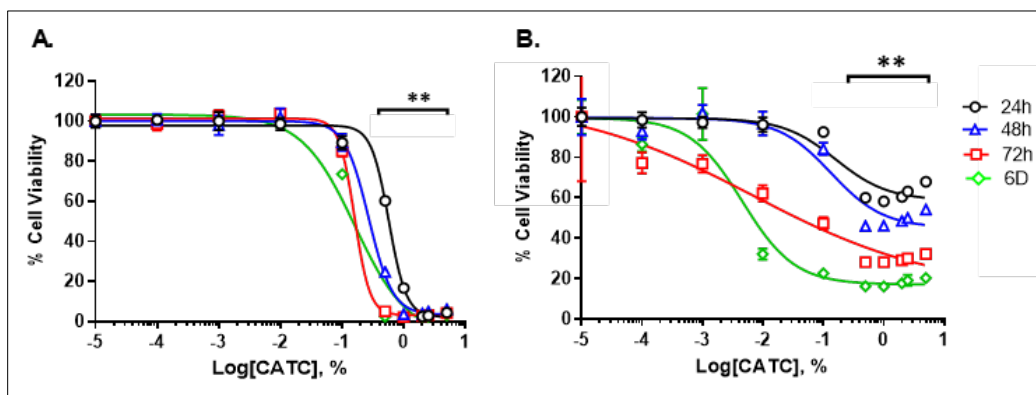 A.
**
% Cell Viability
120
100
80
60
40
20
0
-5 -4 -3 -2 -1 0 1
Log[CATC], %
B.
**
% Cell Viability
120
100
80
60
40
20
0
-5 -4 -3 -2 -1 0 1
Log[CATC], %
24h
48h
72h
6D